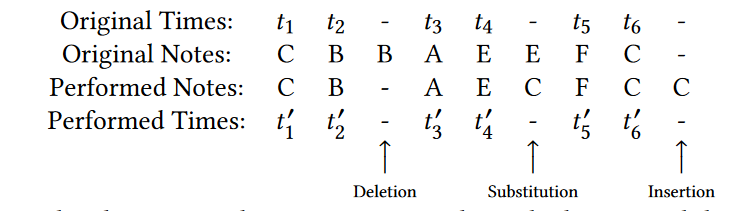 Original Times: t₁ t₂ - t₃ t₄ - t₅ t₆ -
Original Notes: C B B A E E F C -
Performed Notes: C B - A E C F C C
Performed Times: t′₁ t′₂ - t′₃ t′₄ - t′₅ t′₆ -
Deletion Substitution Insertion